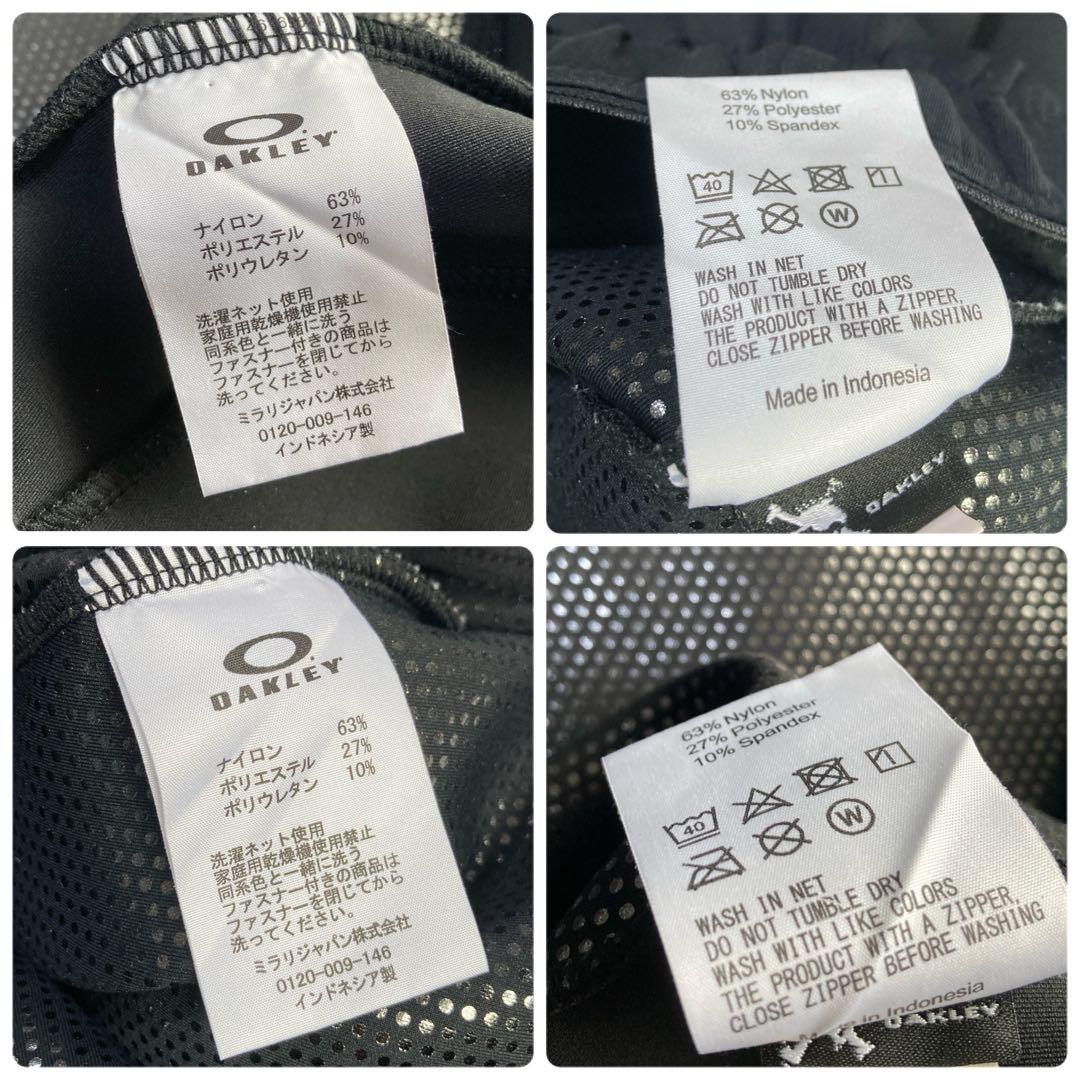 OAKLEY
ナイロン 63%
ポリエステル 27%
ポリウレタン 10%
洗濯ネット使用
家庭用乾燥機使用禁止
同系色と一緒に洗う
ファスナー付きの商品は
ファスナーを閉じてから
洗ってください。
ミラリジャパン株式会社
0120-009-146
インドネシア製
63% Nylon
27% Polyester
10% Spandex
40
W
WASH IN NET
DO NOT TUMBLE DRY
WASH WITH LIKE COLORS
THE PRODUCT WITH A ZIPPER,
CLOSE ZIPPER BEFORE WASHING
Made in Indonesia
OAKLEY
OAKLEY
ナイロン 63%
ポリエステル 27%
ポリウレタン 10%
洗濯ネット使用
家庭用乾燥機使用禁止
同系色と一緒に洗う
ファスナー付きの商品は
ファスナーを閉じてから
洗ってください。
ミラリジャパン株式会社
0120-009-146
インドネシア製
63% Nylon
27% Polyester
10% Spandex
40
W
WASH IN NET
DO NOT TUMBLE DRY
WASH WITH LIKE COLORS
THE PRODUCT WITH A ZIPPER,
CLOSE ZIPPER BEFORE WASHING
Made in Indonesia
OAKLEY